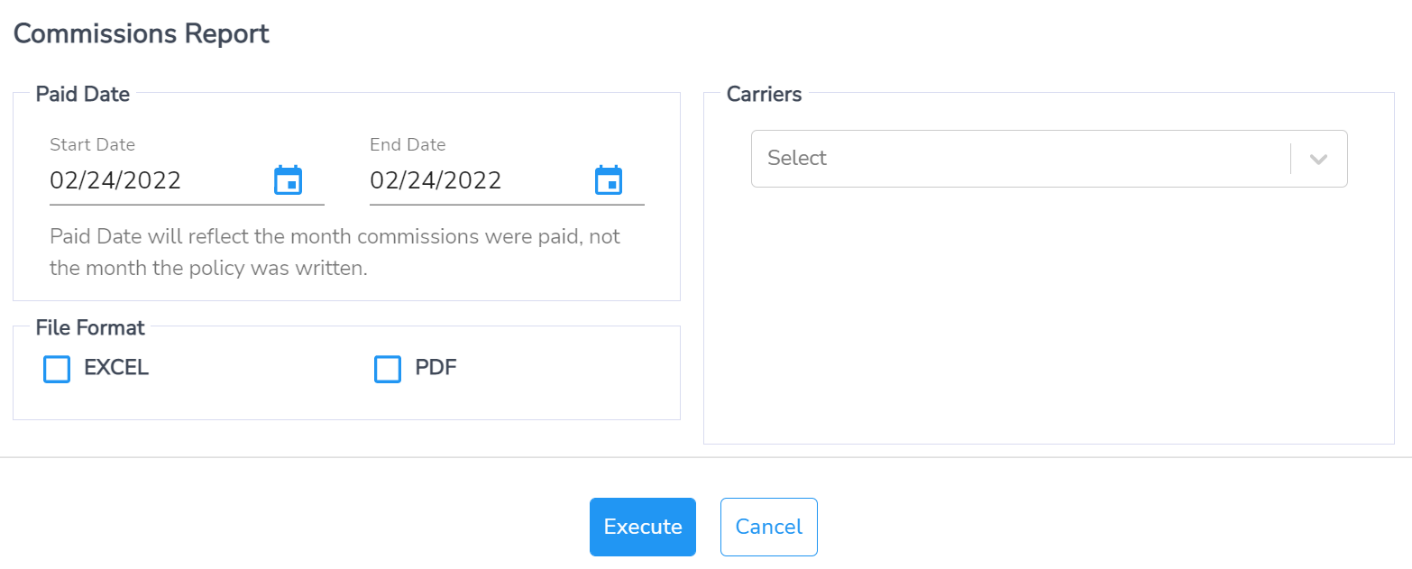 Commissions Report
Paid Date
Start Date
02/24/2022
End Date
02/24/2022
Paid Date will reflect the month commissions were paid, not
the month the policy was written.
File Format
EXCEL
PDF
Carriers
Select
Execute
Cancel